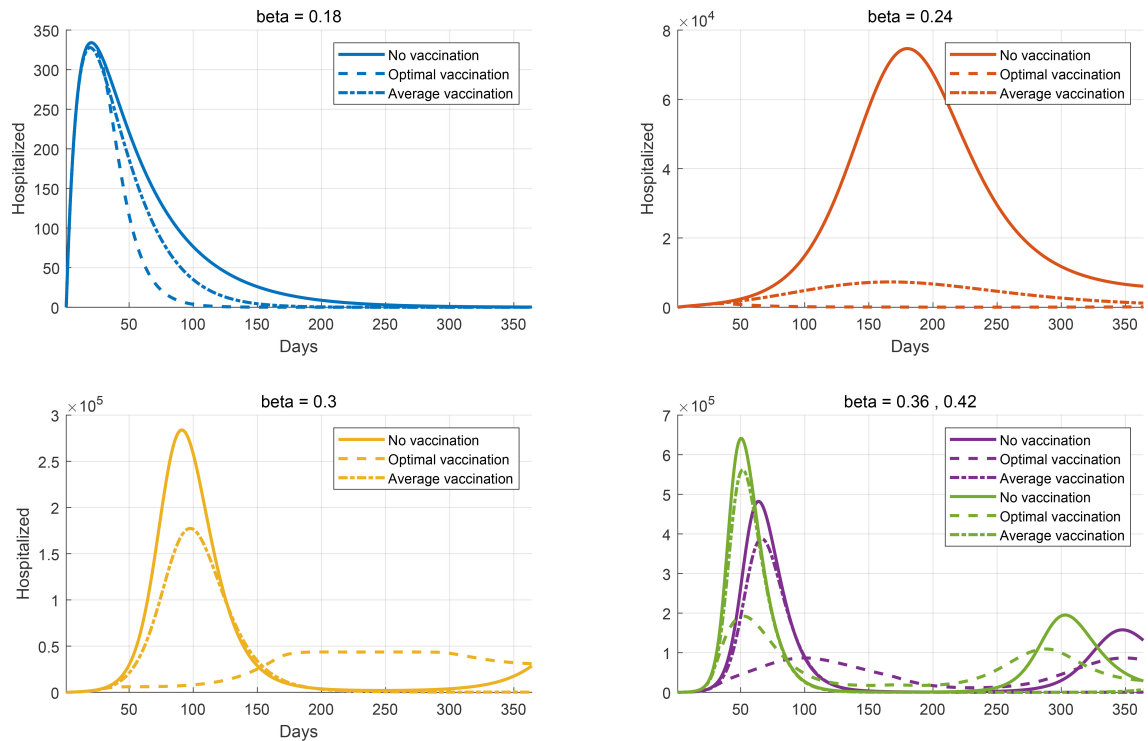 beta = 0.18
350
300
250
200
150
100
50
0
Hospitalized
No vaccination
Optimal vaccination
Average vaccination
50 100 150 200 250 300 350
Days
beta = 0.24
×10⁴
8
6
4
2
0
Hospitalized
No vaccination
Optimal vaccination
Average vaccination
50 100 150 200 250 300 350
Days
beta = 0.3
×10⁵
3
2.5
2
1.5
1
0.5
0
Hospitalized
No vaccination
Optimal vaccination
Average vaccination
50 100 150 200 250 300 350
Days
beta = 0.36 , 0.42
×10⁵
7
6
5
4
3
2
1
0
No vaccination
Optimal vaccination
Average vaccination
No vaccination
Optimal vaccination
Average vaccination
50 100 150 200 250 300 350